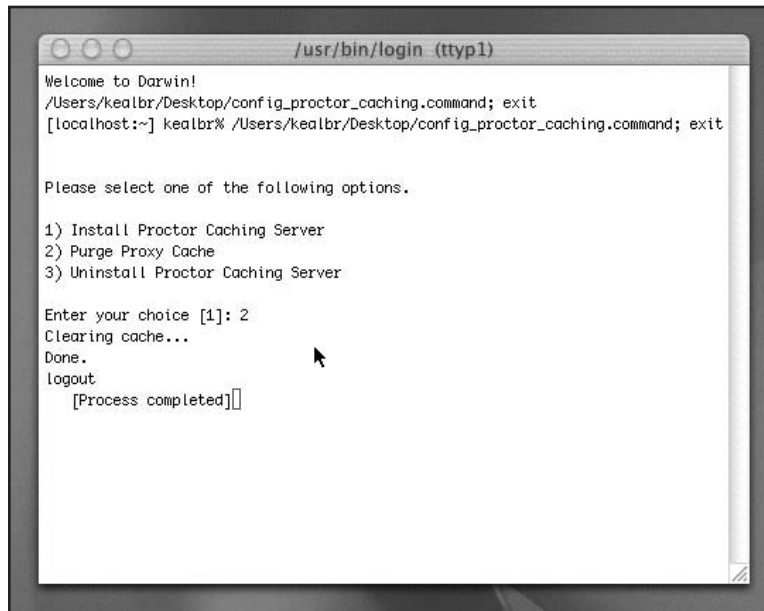 /usr/bin/login (ttyp1)
Welcome to Darwin!
/Users/kealbr/Desktop/config_proctor_caching.command; exit
[localhost:~] kealbr% /Users/kealbr/Desktop/config_proctor_caching.command; exit
Please select one of the following options.
1) Install Proctor Caching Server
2) Purge Proxy Cache
3) Uninstall Proctor Caching Server
Enter your choice [1]: 2
Clearing cache...
Done.
logout
[Process completed]